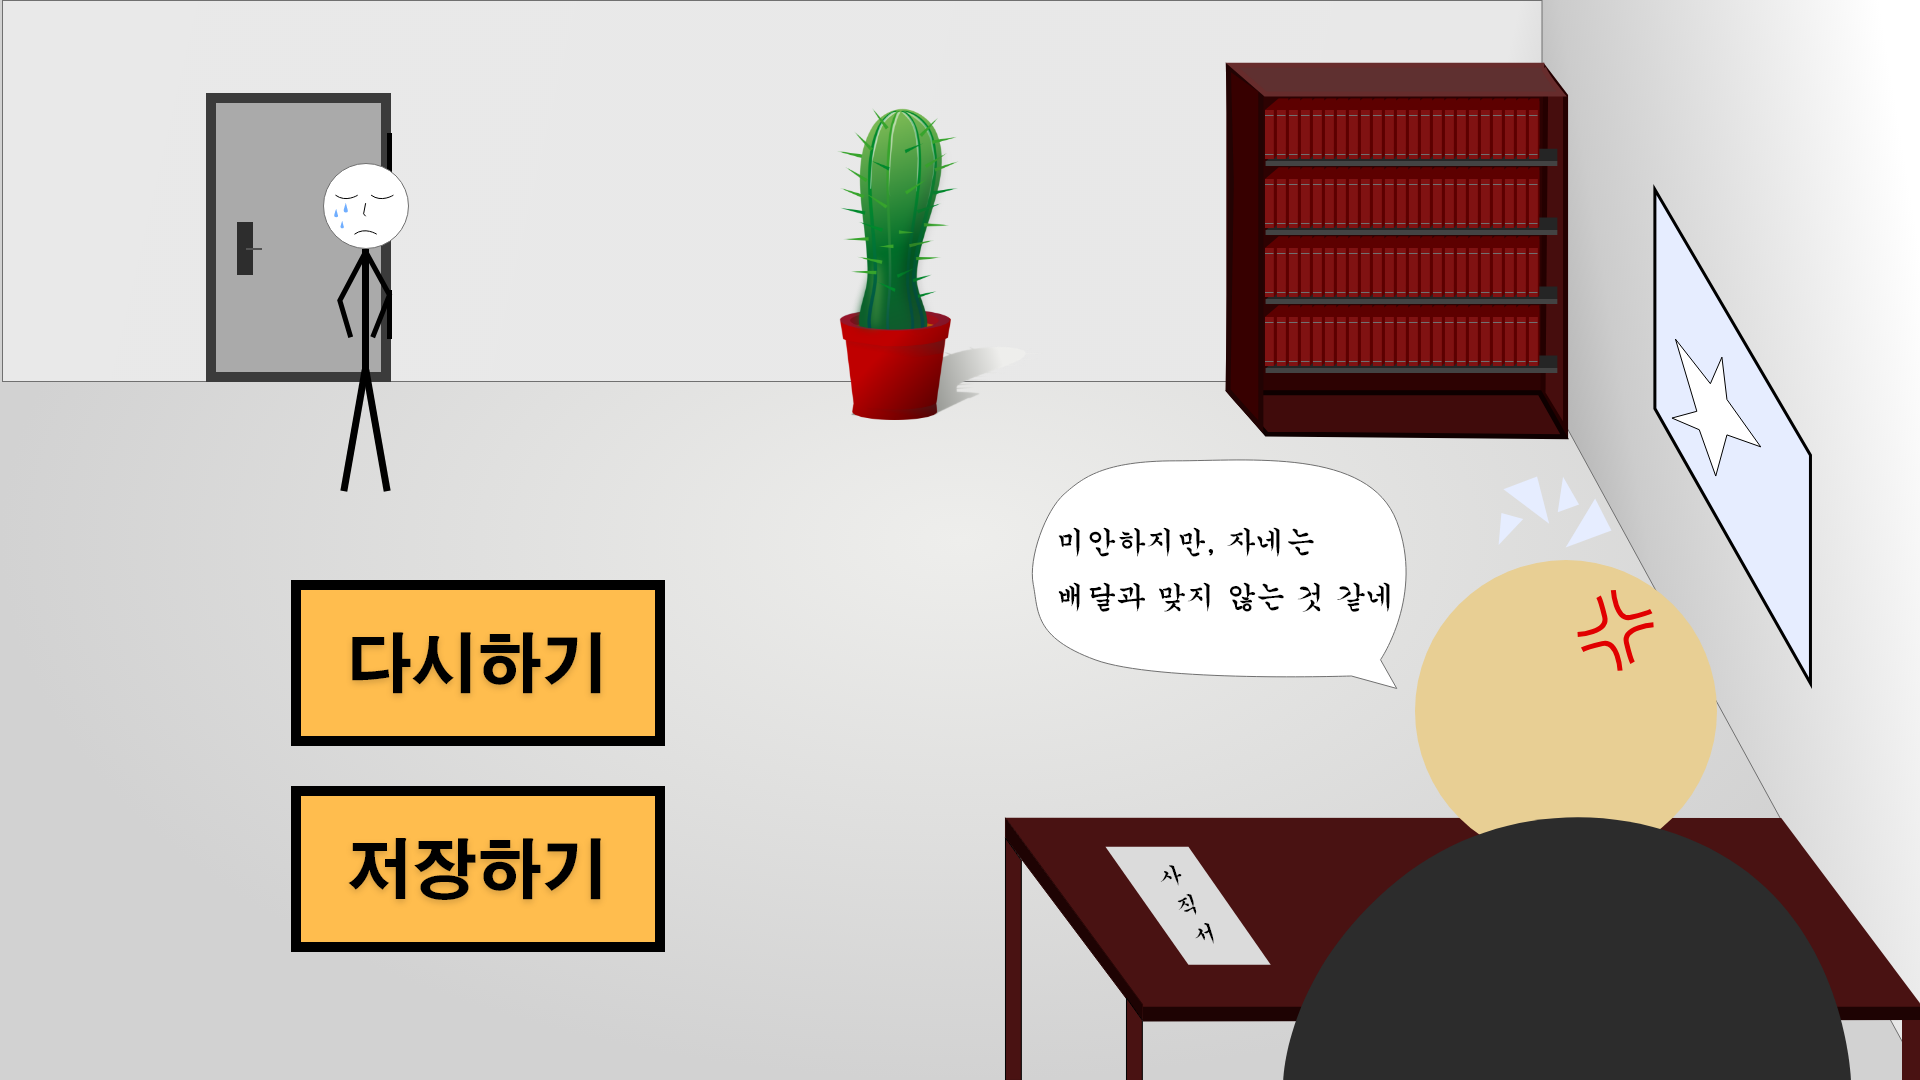 미안하지만, 자네는
배달과 맞지 않는 것 같네
다시하기
저장하기
사
직
서